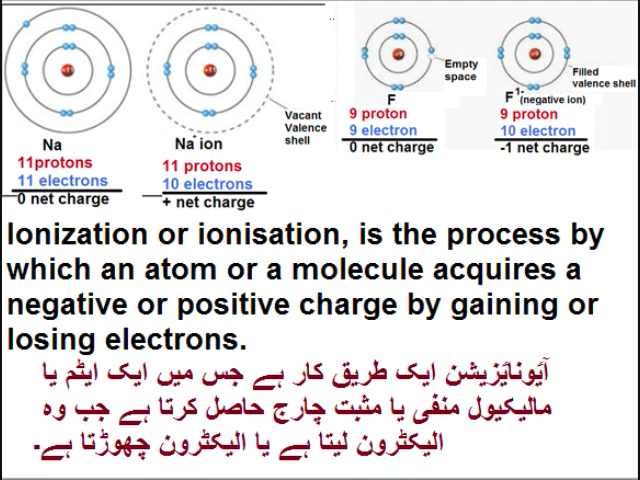 Na
11protons
11 electrons
0 net charge
Na+ ion
11 protons
10 electrons
+ net charge
Vacant
Valence
shell
Empty
space
F
9 proton
9 electron
0 net charge
Filled
valence shell
F1- (negative ion)
9 proton
10 electron
-1 net charge
Ionization or ionisation, is the process by
which an atom or a molecule acquires a
negative or positive charge by gaining or
losing electrons.
آئونائزیشن ایک طریق کار ہے جس میں ایک ایٹم یا
مالیکیول منفی یا مثبت چارج حاصل کرتا ہے جب وہ
الیکٹرون لیتا ہے یا الیکٹرون چھوڑتا ہے۔